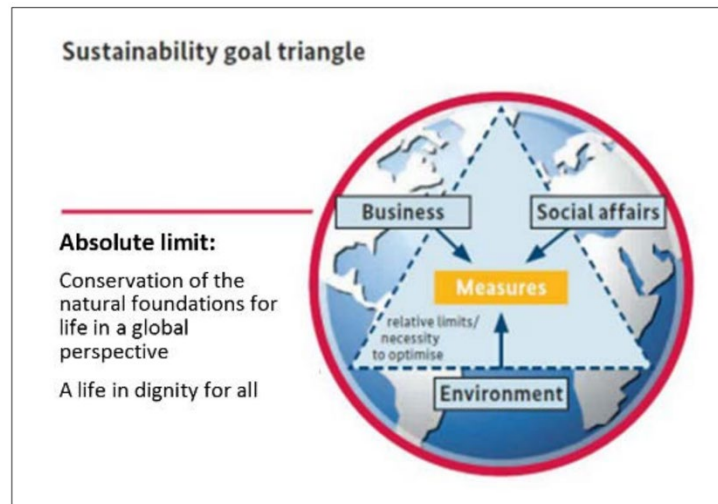 Sustainability goal triangle
Business
Social affairs
Absolute limit:
Conservation of the
natural foundations for
life in a global
perspective
A life in dignity for all
Measures
relative limits/
necessity
to optimise
Environment